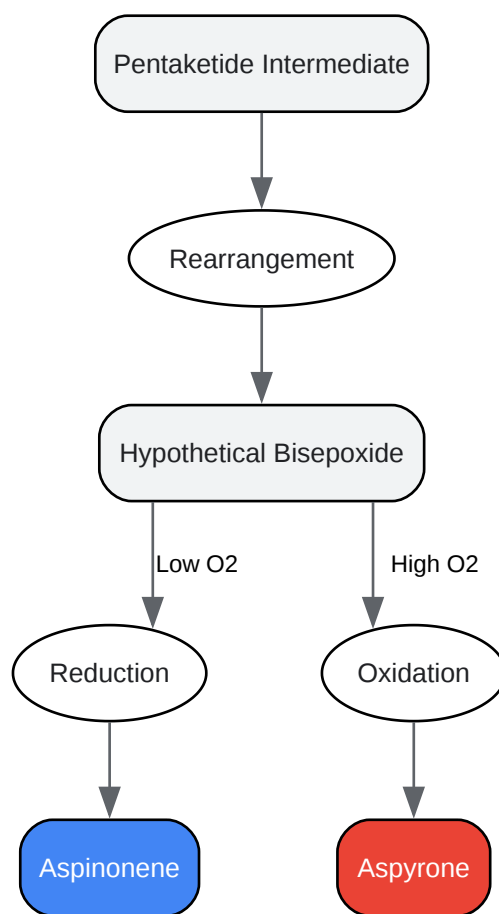 Pentaketide Intermediate
Rearrangement
Hypothetical Bisepoxide
Low O2
High O2
Reduction
Oxidation
Aspinonene
Aspyrone